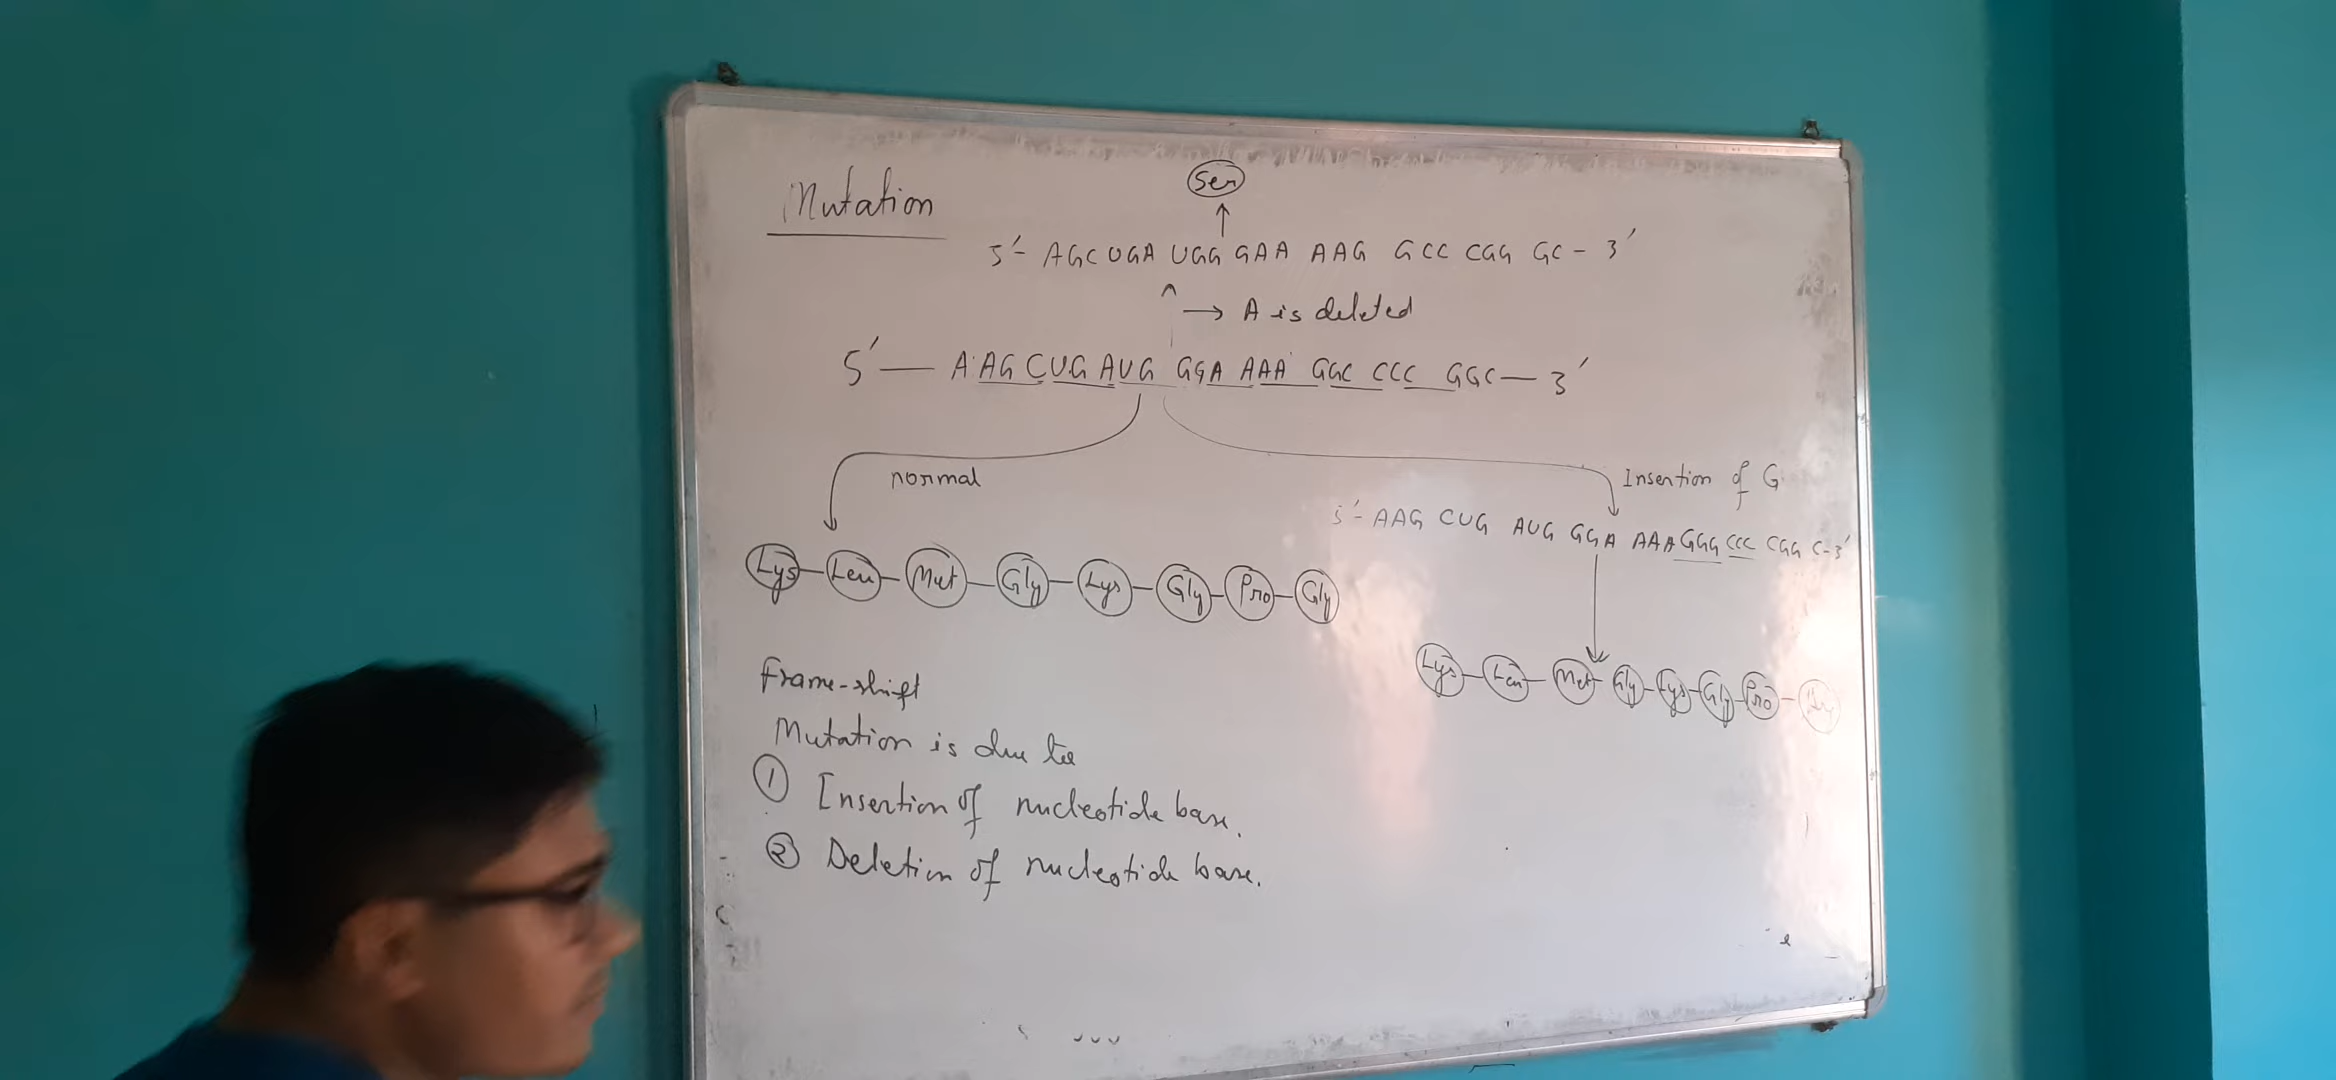 Mutation
Ser
5'- AGC UGA UGG GAA AAG GCC CGG GC - 3'
→ A is deleted
5' — AAG CUG AUG GGA AAA GGC CCC GGC — 3'
normal
Insertion of G
5'- AAG CUG AUG GGA AAA GGG CCC CGG C-3'
Lys - Leu - Met - Gly - Lys - Gly - Pro - Gly
Lys - Leu - Met - Gly - Lys - Gly - Pro -
Frame-shift
Mutation is due to
① Insertion of nucleotide base.
② Deletion of nucleotide base.